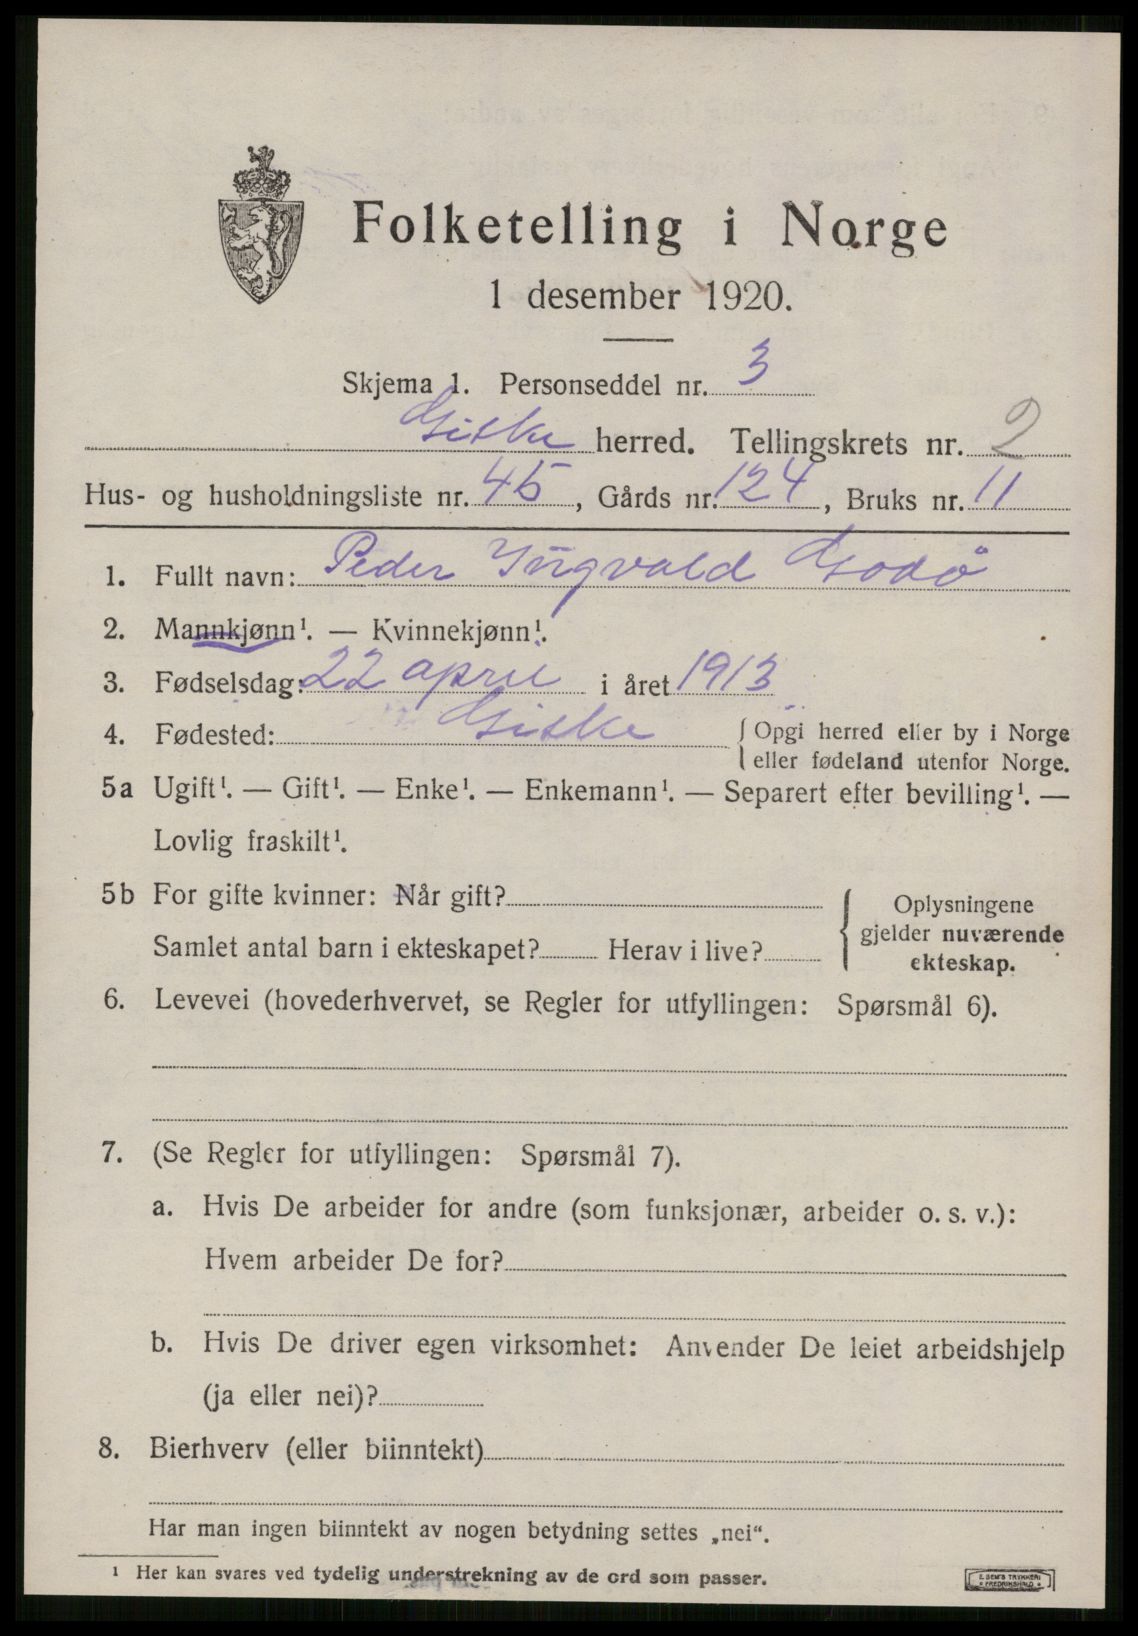 Folketelling i Norge
1 desember 1920.
Skjema 1. Personseddel nr. 3
Giske herred. Tellingskrets nr. 2
Hus- og husholdningsliste nr. 45, Gårds nr. 124, Bruks nr. 11
1. Fullt navn: Peder Yngvald Godø
2. Mannkjønn¹. — Kvinnekjønn¹.
3. Fødselsdag: 22 april i året 1913
4. Fødested: Giske { Opgi herred eller by i Norge
eller fødeland utenfor Norge.
5a Ugift¹. — Gift¹. — Enke¹. — Enkemann¹. — Separert efter bevilling¹. —
Lovlig fraskilt¹.
5b For gifte kvinner: Når gift?
Samlet antal barn i ekteskapet? Herav i live?
{ Oplysningene
gjelder nuværende
ekteskap.
6. Levevei (hovederhvervet, se Regler for utfyllingen: Spørsmål 6).
7. (Se Regler for utfyllingen: Spørsmål 7).
a. Hvis De arbeider for andre (som funksjonær, arbeider o. s. v.):
Hvem arbeider De for?
b. Hvis De driver egen virksomhet: Anvender De leiet arbeidshjelp
(ja eller nei)?
8. Bierhverv (eller biinntekt)
Har man ingen biinntekt av nogen betydning settes „nei“.
¹ Her kan svares ved tydelig understrekning av de ord som passer.
E. SEM'S TRYKKERI
FREDRIKSHALD